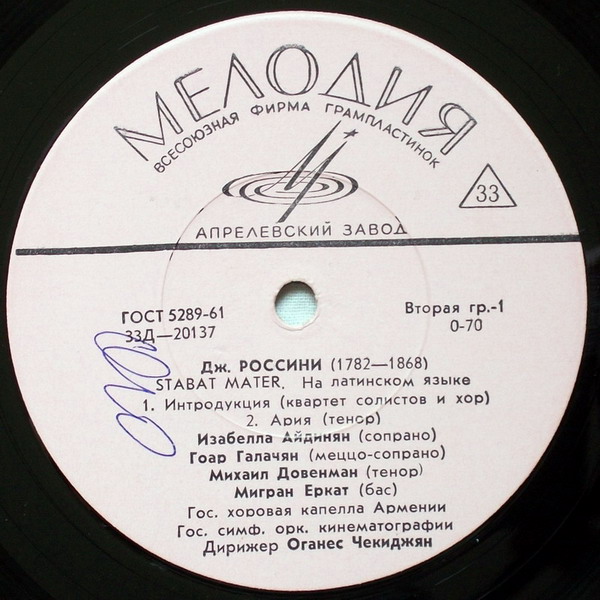 МЕЛОДИЯ
ВСЕСОЮЗНАЯ ФИРМА ГРАМПЛАСТИНОК
33
АПРЕЛЕВСКИЙ ЗАВОД
ГОСТ 5289-61
33Д—20137
Вторая гр.-1
0-70
Дж. РОССИНИ (1782—1868)
STABAT MATER. На латинском языке
1. Интродукция (квартет солистов и хор)
2. Ария (тенор)
Изабелла Айдинян (сопрано)
Гоар Галачян (меццо-сопрано)
Михаил Довенман (тенор)
Мигран Еркат (бас)
Гос. хоровая капелла Армении
Гос. симф. орк. кинематографии
Дирижер Оганес Чекиджян